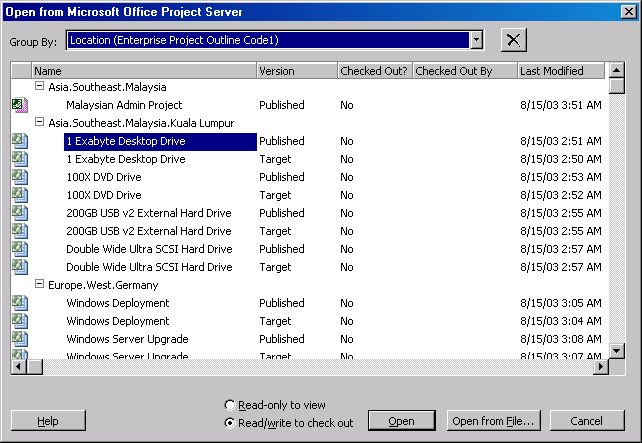 Open from Microsoft Office Project Server
Group By: Location (Enterprise Project Outline Code1)
Name Version Checked Out? Checked Out By Last Modified
Asia.Southeast.Malaysia
Malaysian Admin Project Published No 8/15/03 3:51 AM
Asia.Southeast.Malaysia.Kuala Lumpur
1 Exabyte Desktop Drive Published No 8/15/03 2:51 AM
1 Exabyte Desktop Drive Target No 8/15/03 2:50 AM
100X DVD Drive Published No 8/15/03 2:53 AM
100X DVD Drive Target No 8/15/03 2:52 AM
200GB USB v2 External Hard Drive Published No 8/15/03 2:55 AM
200GB USB v2 External Hard Drive Target No 8/15/03 2:55 AM
Double Wide Ultra SCSI Hard Drive Published No 8/15/03 2:57 AM
Double Wide Ultra SCSI Hard Drive Target No 8/15/03 2:57 AM
Europe.West.Germany
Windows Deployment Published No 8/15/03 3:05 AM
Windows Deployment Target No 8/15/03 3:04 AM
Windows Server Upgrade Published No 8/15/03 3:08 AM
Windows Server Upgrade Target No 8/15/03 3:07 AM
Read-only to view
Read/write to check out
Help Open Open from File... Cancel